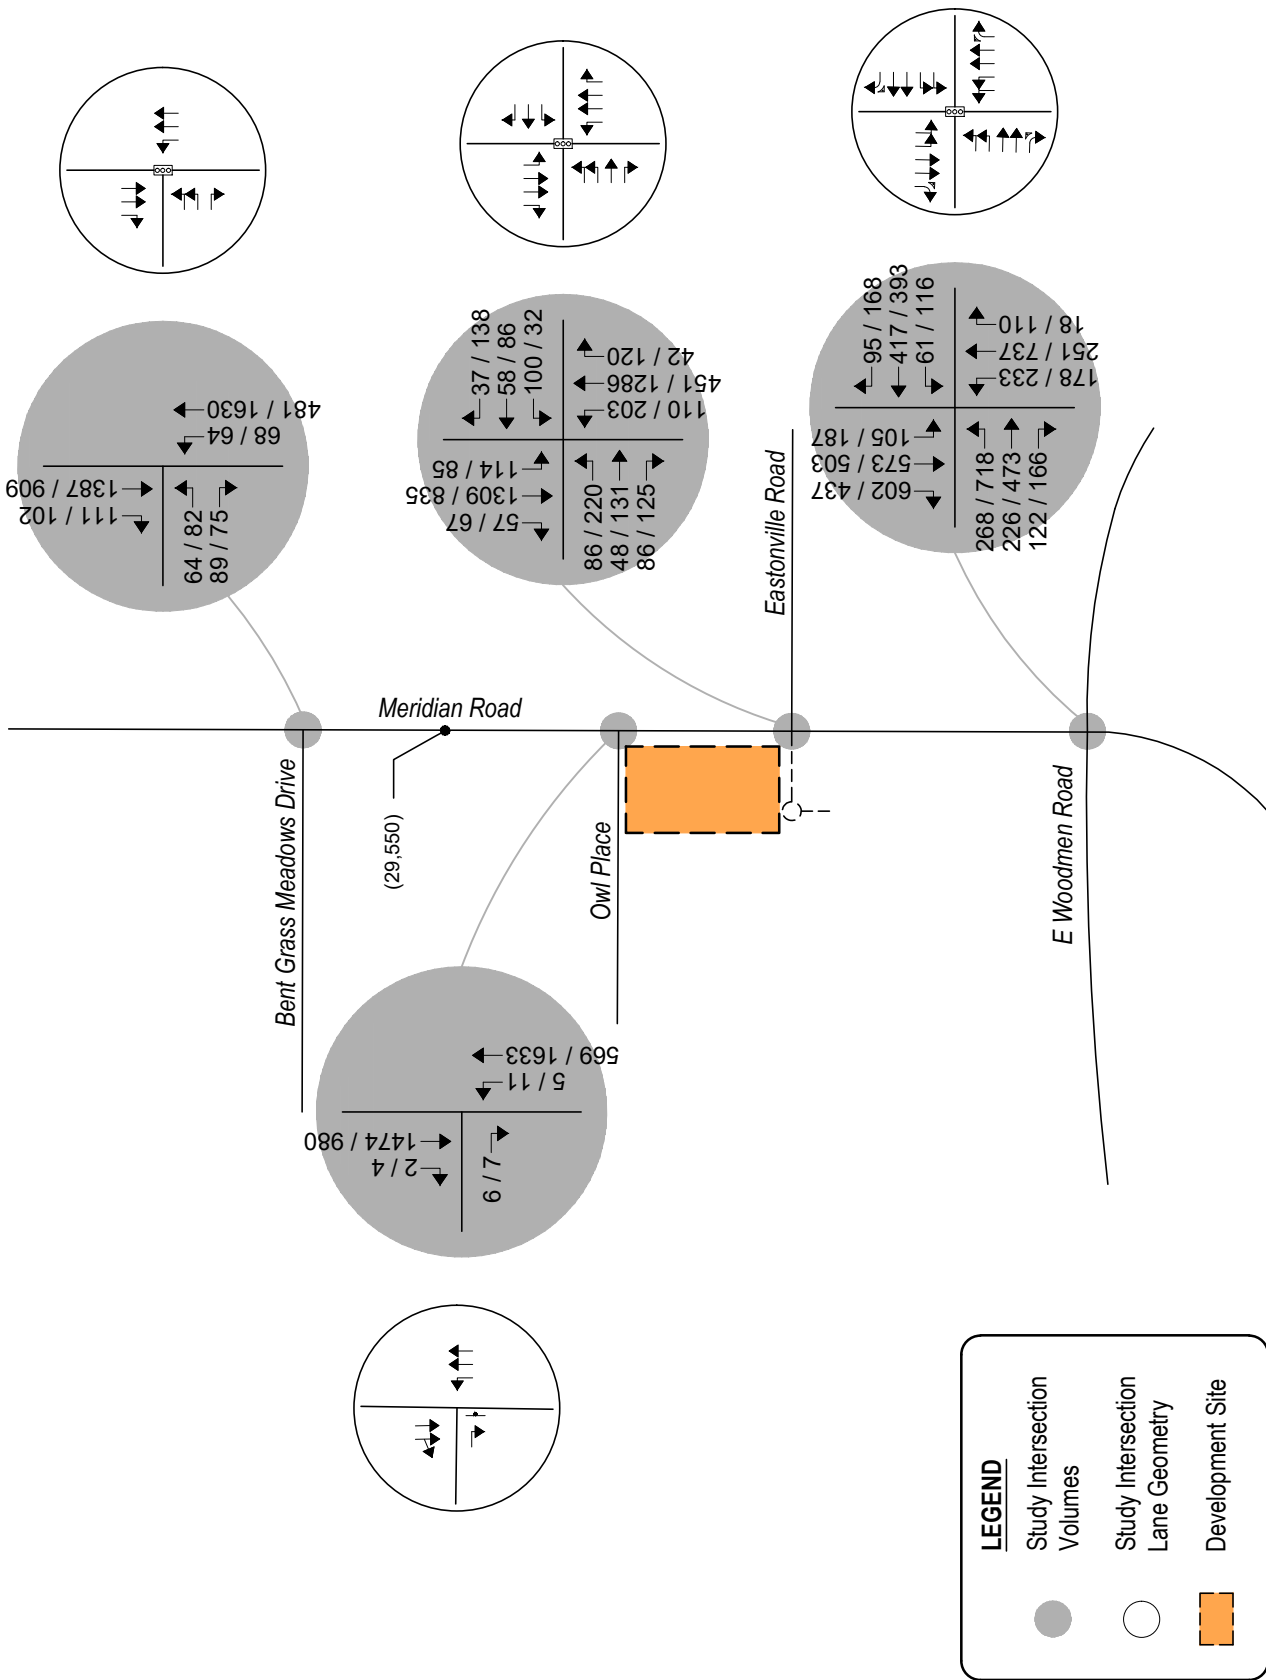 481 / 1630
68 / 64
1387 / 909
111 / 102
64 / 82
89 / 75
37 / 138
58 / 86
100 / 32
42 / 120
451 / 1286
110 / 203
114 / 85
1309 / 835
57 / 67
86 / 220
48 / 131
86 / 125
95 / 168
417 / 393
61 / 116
18 / 110
251 / 737
178 / 233
105 / 187
573 / 503
602 / 437
268 / 718
226 / 473
122 / 166
Eastonville Road
Meridian Road
Bent Grass Meadows Drive
(29,550)
Owl Place
E Woodmen Road
569 / 1633
5 / 11
1474 / 980
2 / 4
6 / 7
LEGEND
Study Intersection
Volumes
Study Intersection
Lane Geometry
Development Site